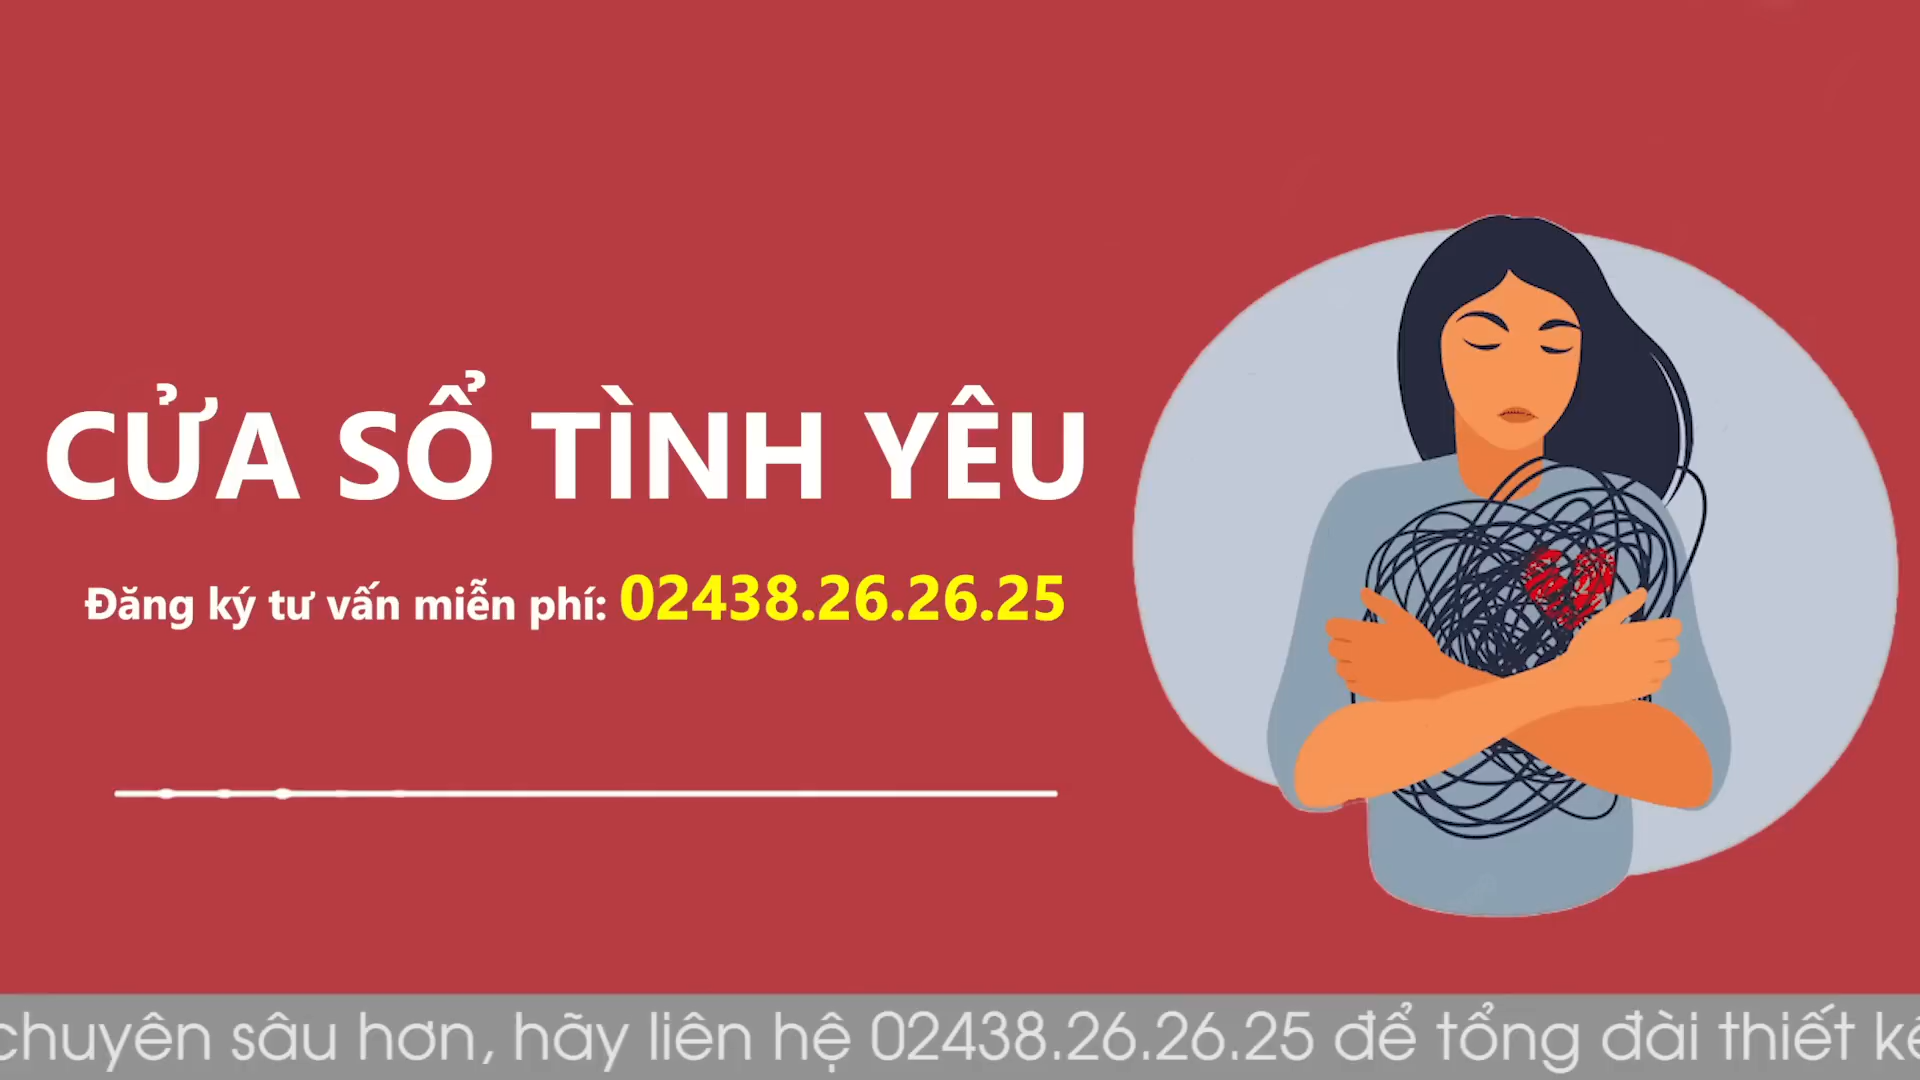 CỬA SỔ TÌNH YÊU
Đăng ký tư vấn miễn phí: 02438.26.26.25
chuyên sâu hơn, hãy liên hệ 02438.26.26.25 để tổng đài thiết